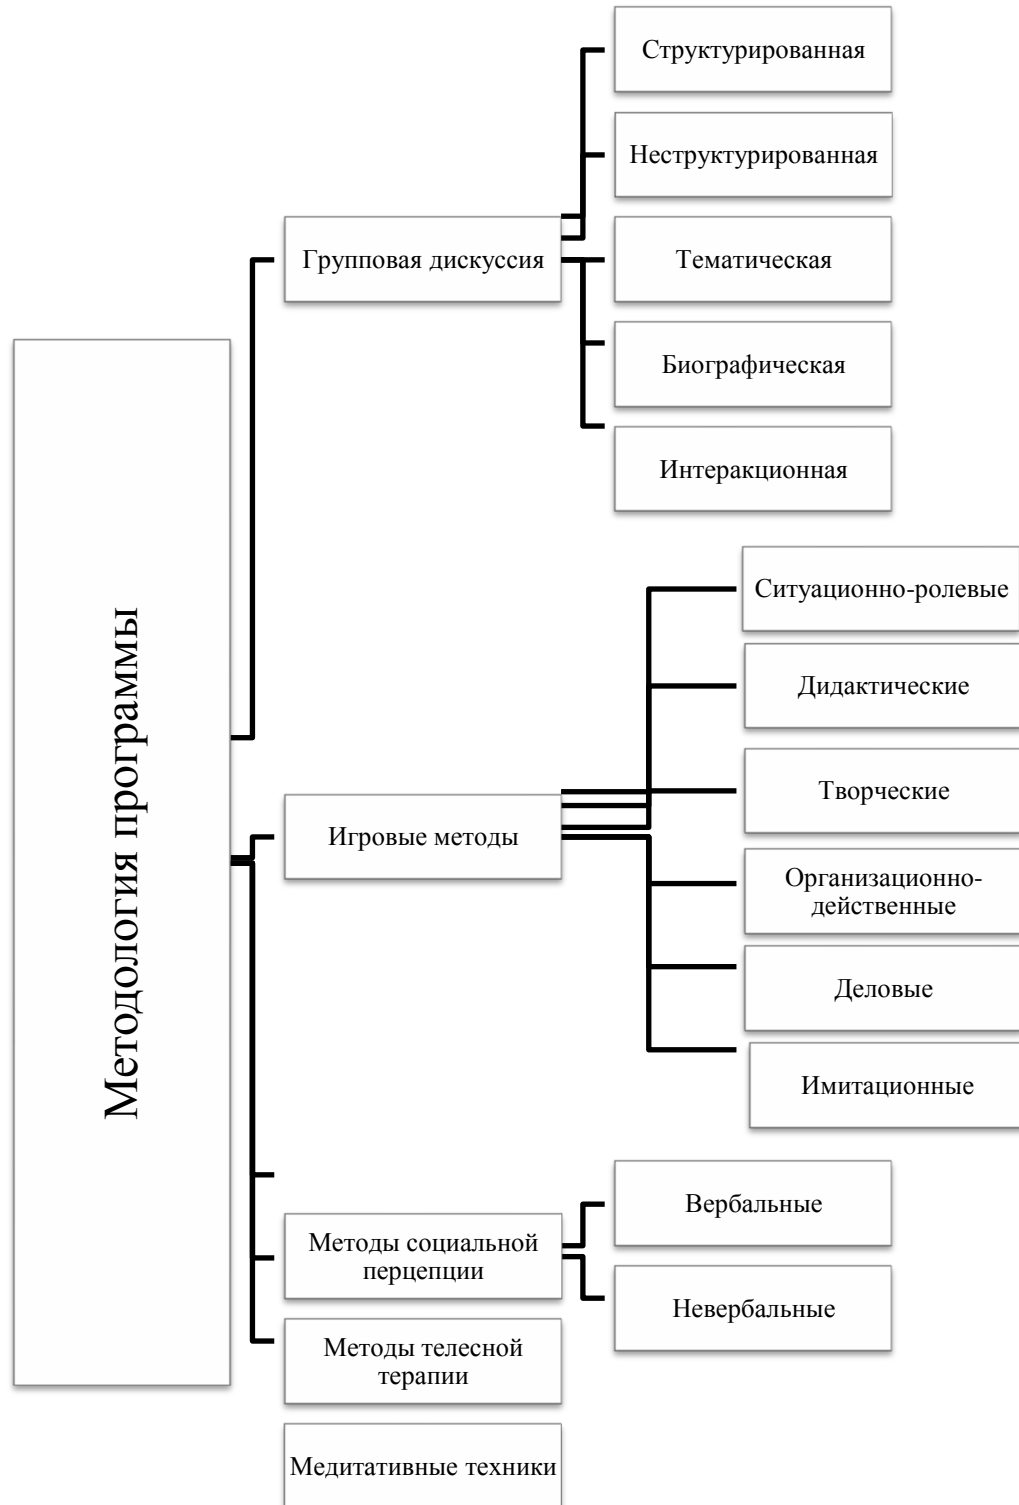 Методология программы
Групповая дискуссия
Структурированная
Неструктурированная
Тематическая
Биографическая
Интеракционная
Игровые методы
Ситуационно-ролевые
Дидактические
Творческие
Организационно-
действенные
Деловые
Имитационные
Методы социальной
перцепции
Вербальные
Невербальные
Методы телесной
терапии
Медитативные техники